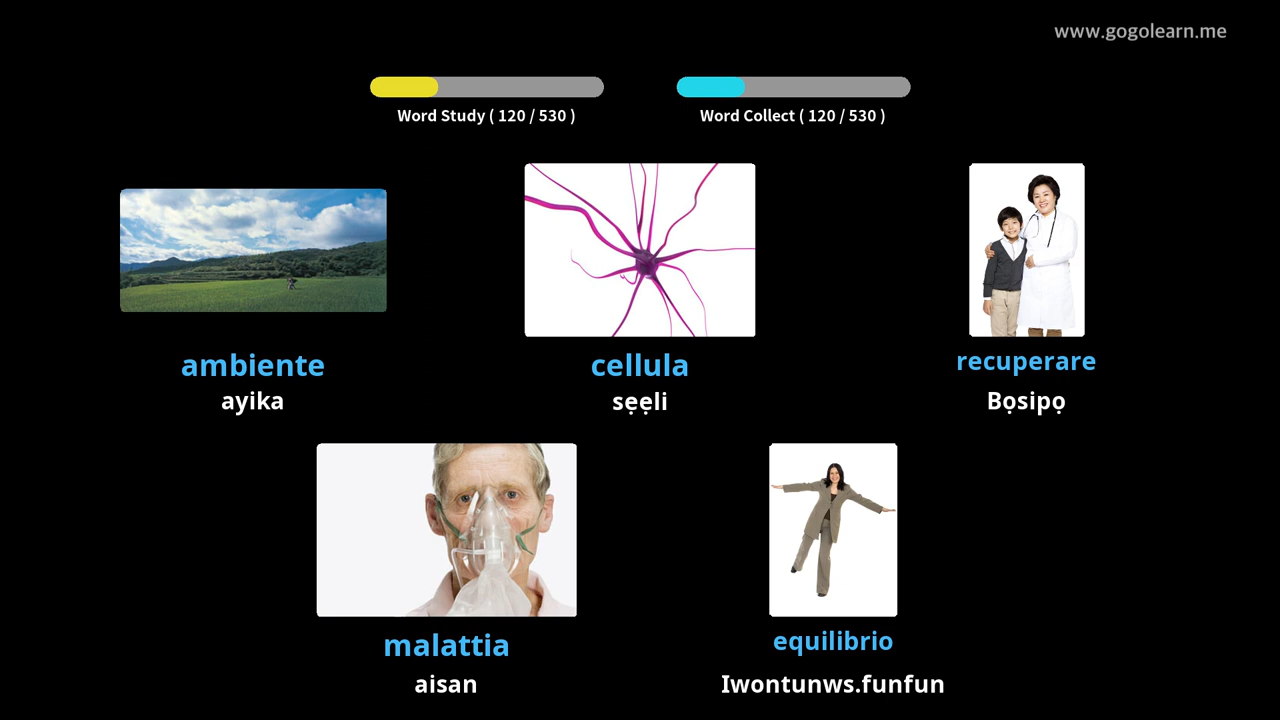 www.gogolearn.me
Word Study ( 120 / 530 )
Word Collect ( 120 / 530 )
ambiente
ayika
cellula
sẹẹli
recuperare
Bọsipọ
malattia
aisan
equilibrio
Iwontunws.funfun